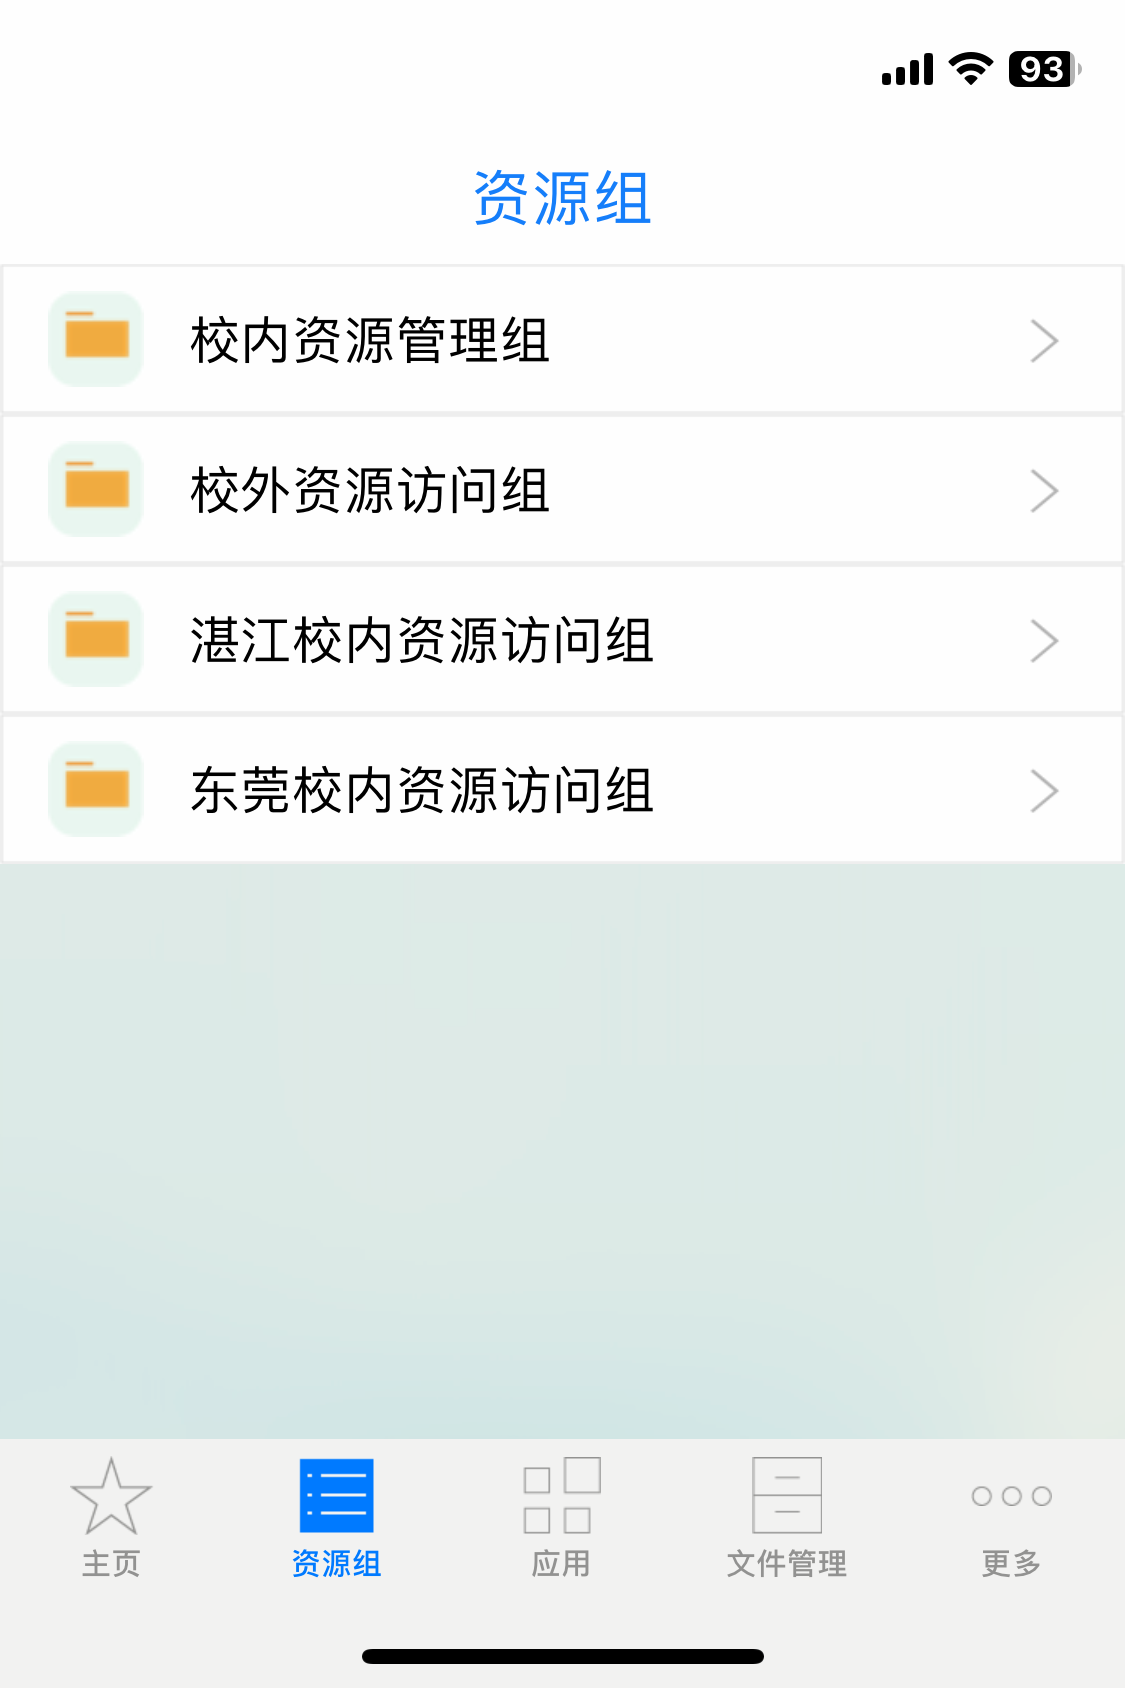 93
资源组
校内资源管理组
校外资源访问组
湛江校内资源访问组
东莞校内资源访问组
主页 资源组 应用 文件管理 更多